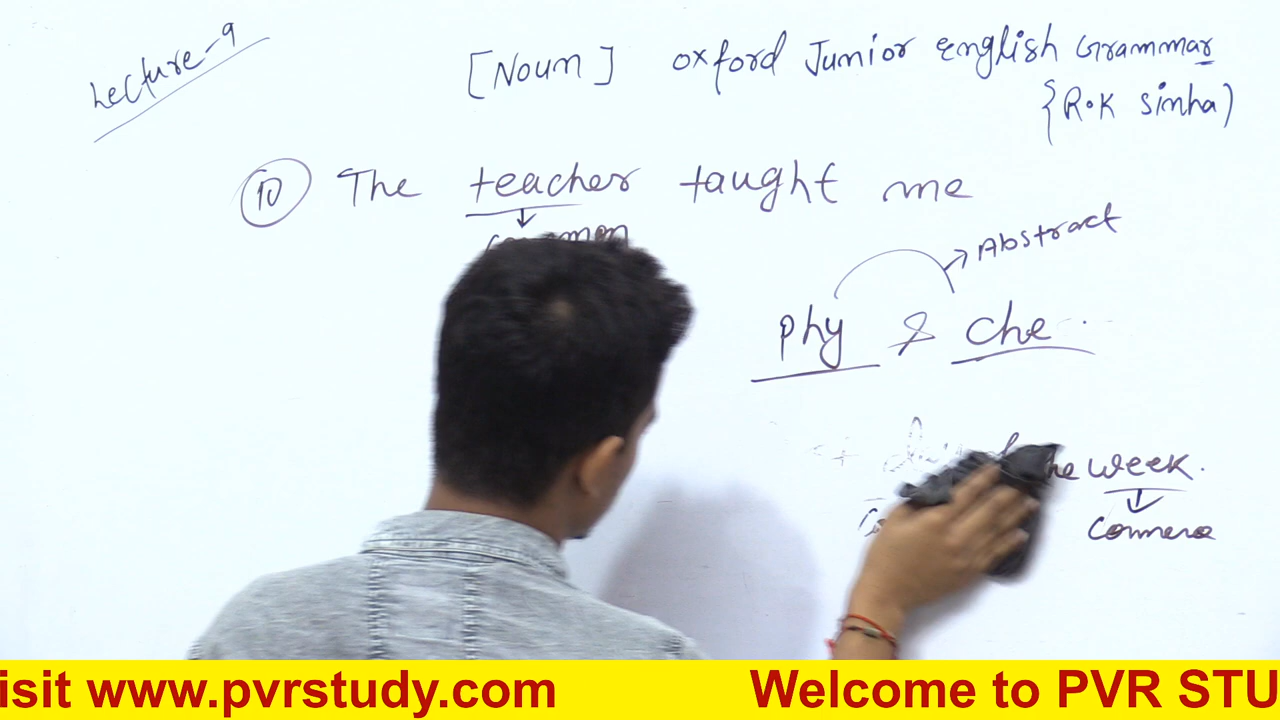 Lecture-9
[Noun] oxford Junior English Grammar
{R.K Sinha)
10 The teacher taught me
Abstract
phy & che.
the week.
isit www.pvrstudy.com Welcome to PVR STU